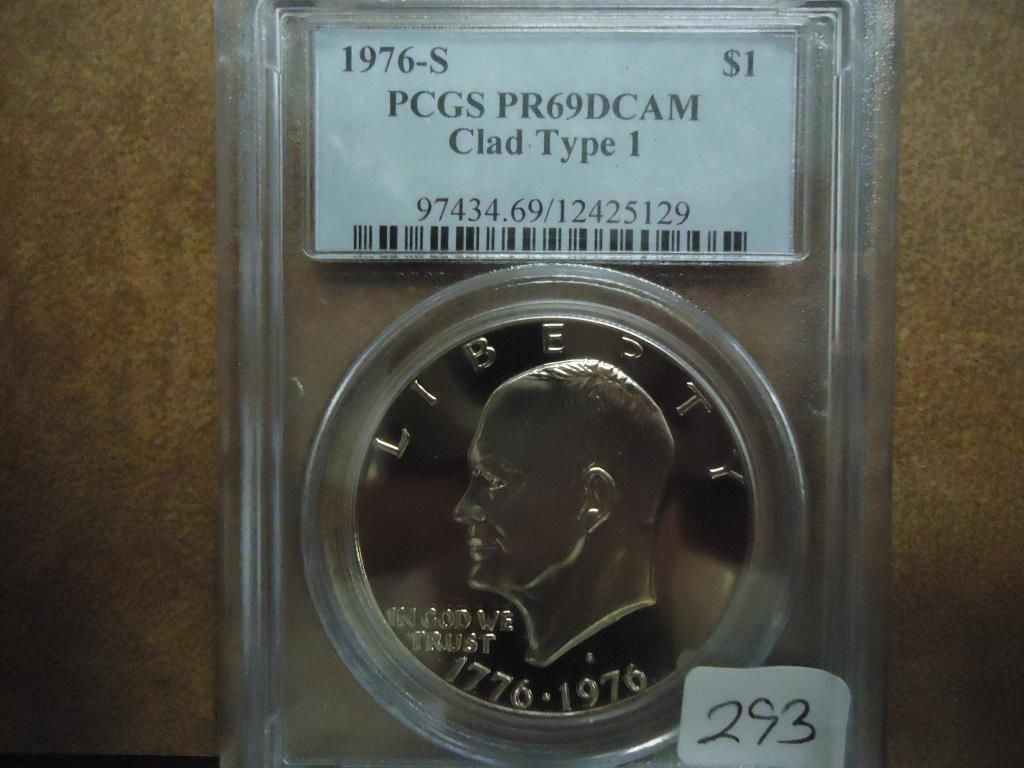 1976-S $1
PCGS PR69DCAM
Clad Type 1
97434.69/12425129
LIBERTY
IN GOD WE
TRUST
S
1776·1976
293